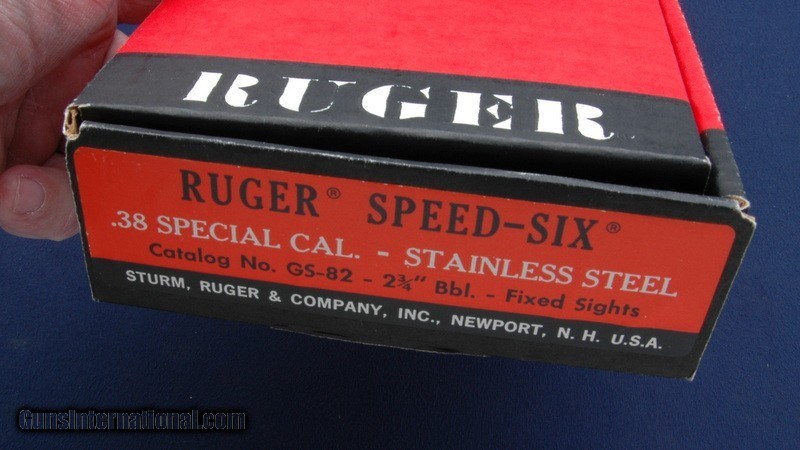 RUGER
RUGER® SPEED-SIX®
.38 SPECIAL CAL. - STAINLESS STEEL
Catalog No. GS-82 - 2¾" Bbl. - Fixed Sights
STURM, RUGER & COMPANY, INC., NEWPORT, N. H. U.S.A.
GunsInternational.com